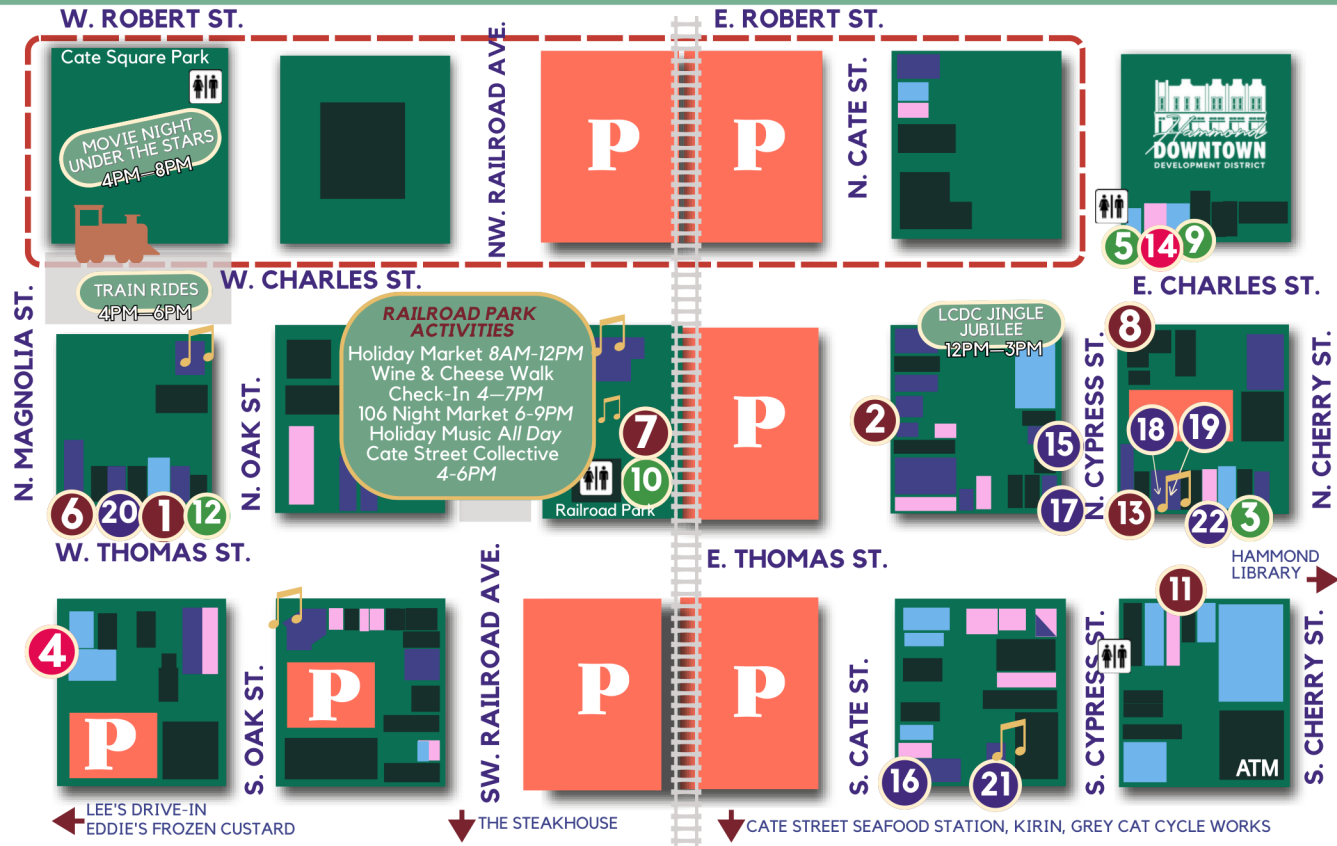 W. ROBERT ST.
E. ROBERT ST.
Cate Square Park
MOVIE NIGHT
UNDER THE STARS
4PM—8PM
NW. RAILROAD AVE.
P
P
N. CATE ST.
Hammond
DOWNTOWN
DEVELOPMENT DISTRICT
5
14
9
TRAIN RIDES
4PM—6PM
W. CHARLES ST.
E. CHARLES ST.
N. MAGNOLIA ST.
N. OAK ST.
RAILROAD PARK
ACTIVITIES
Holiday Market 8AM-12PM
Wine & Cheese Walk
Check-In 4—7PM
106 Night Market 6-9PM
Holiday Music All Day
Cate Street Collective
4-6PM
7
10
Railroad Park
P
LCDC JINGLE
JUBILEE
12PM—3PM
2
15
17
N. CYPRESS ST.
8
18
19
13
22
3
N. CHERRY ST.
6
20
1
12
W. THOMAS ST.
E. THOMAS ST.
HAMMOND
LIBRARY
4
P
S. OAK ST.
P
SW. RAILROAD AVE.
P
P
S. CATE ST.
16
21
S. CYPRESS ST.
11
ATM
S. CHERRY ST.
LEE'S DRIVE-IN
EDDIE'S FROZEN CUSTARD
THE STEAKHOUSE
CATE STREET SEAFOOD STATION, KIRIN, GREY CAT CYCLE WORKS